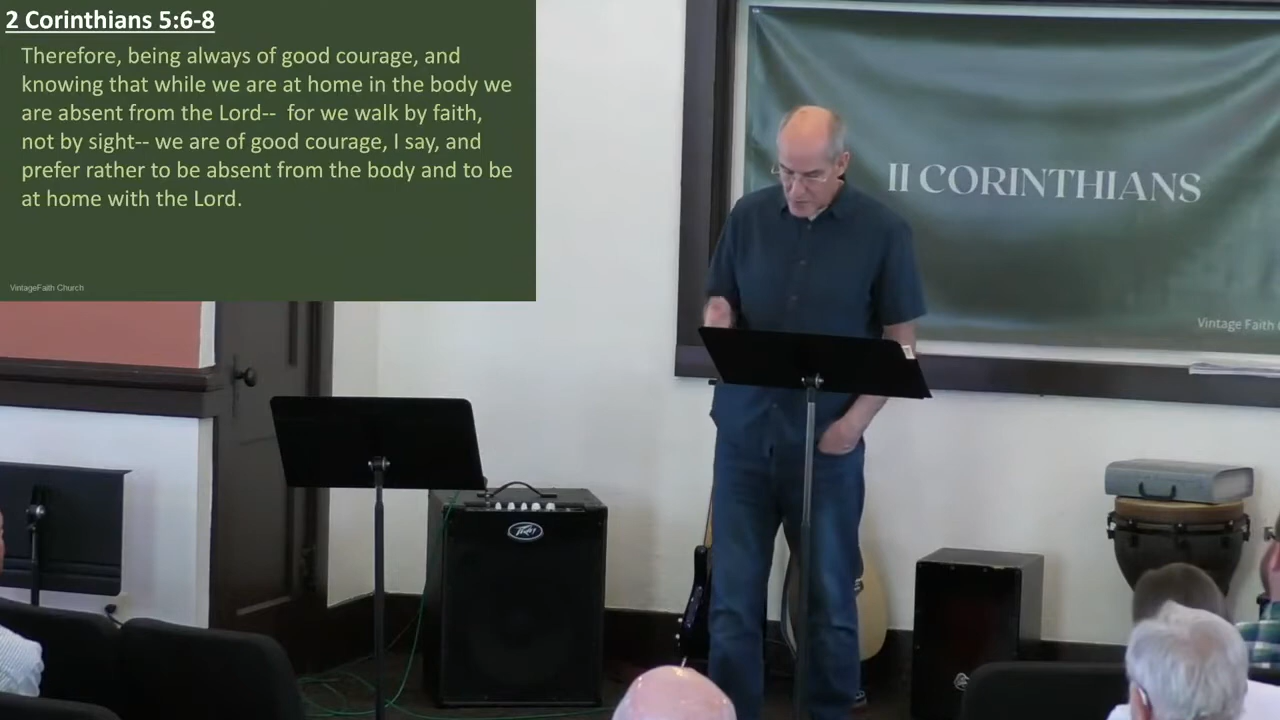 2 Corinthians 5:6-8
Therefore, being always of good courage, and
knowing that while we are at home in the body we
are absent from the Lord-- for we walk by faith,
not by sight-- we are of good courage, I say, and
prefer rather to be absent from the body and to be
at home with the Lord.
VintageFaith Church
II CORINTHIANS
Vintage Faith
PEAVEY